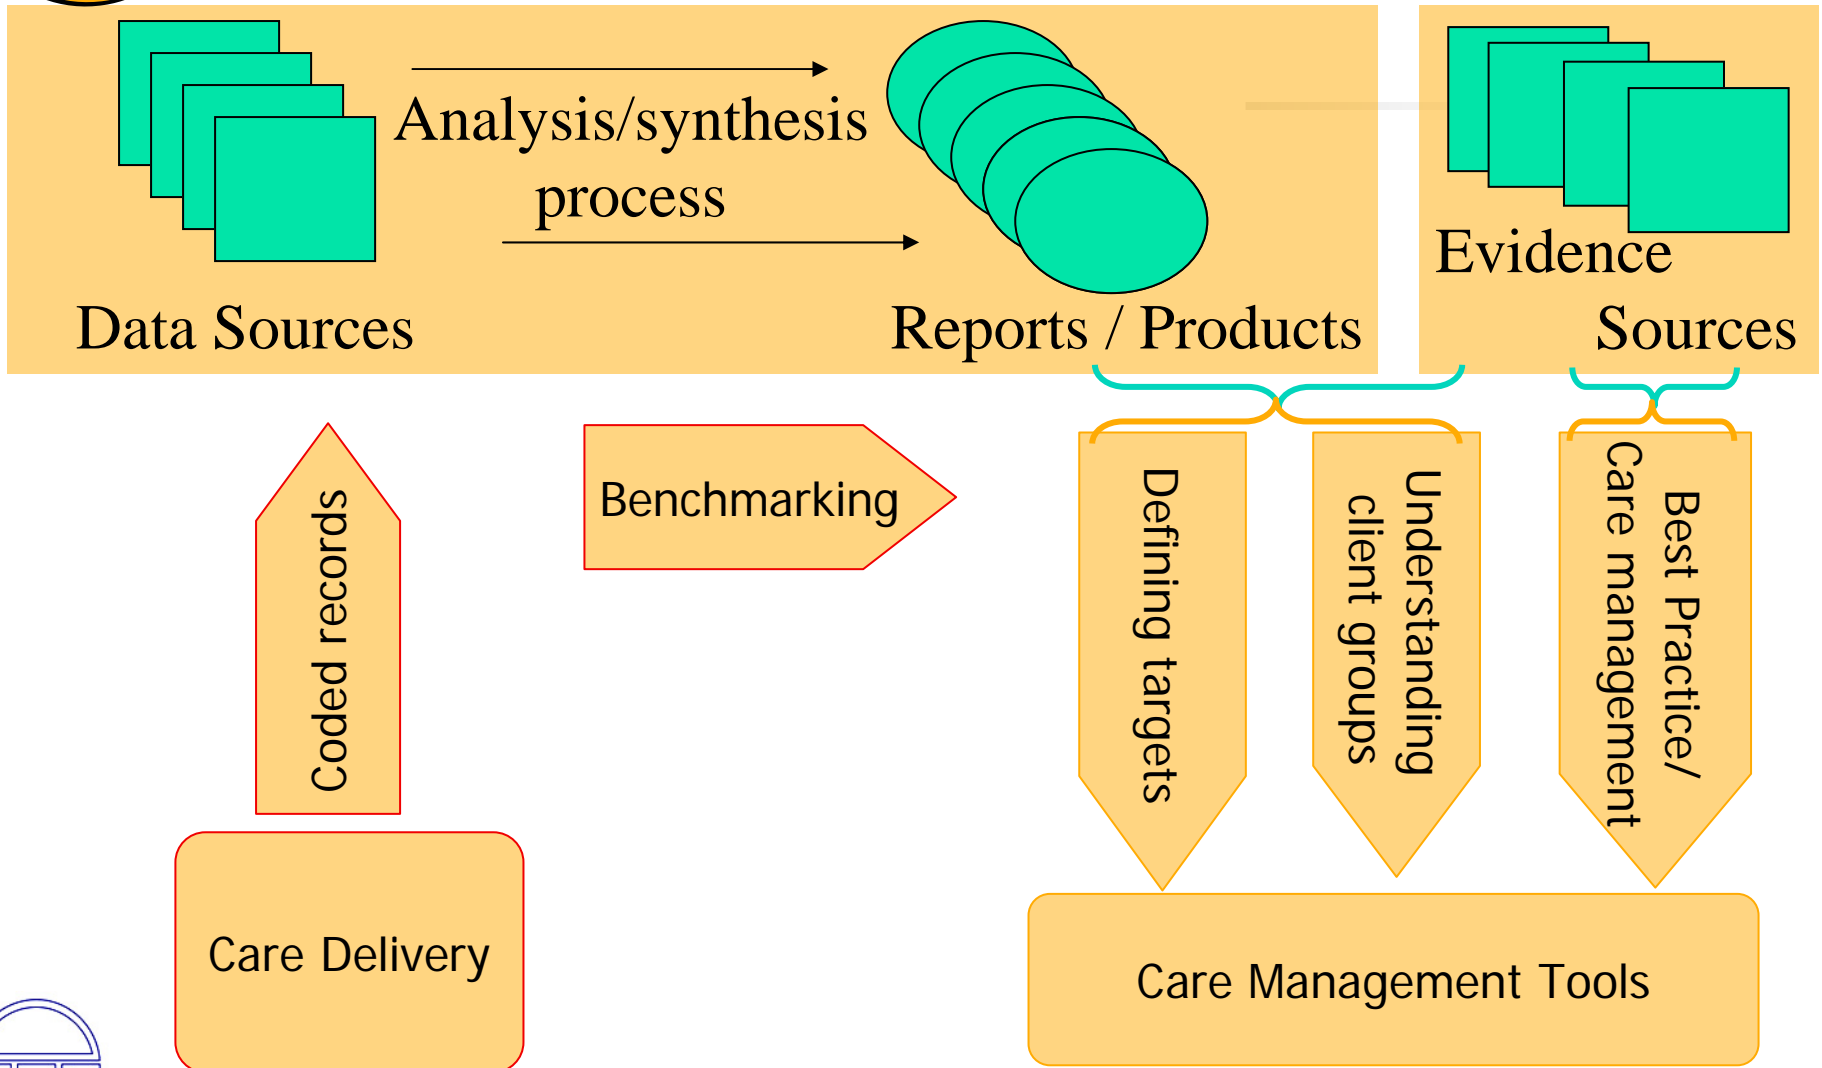 Analysis/synthesis
process
Data Sources
Reports / Products
Evidence
Sources
Coded records
Benchmarking
Defining targets
Understanding
client groups
Best Practice/
Care management
Care Delivery
Care Management Tools